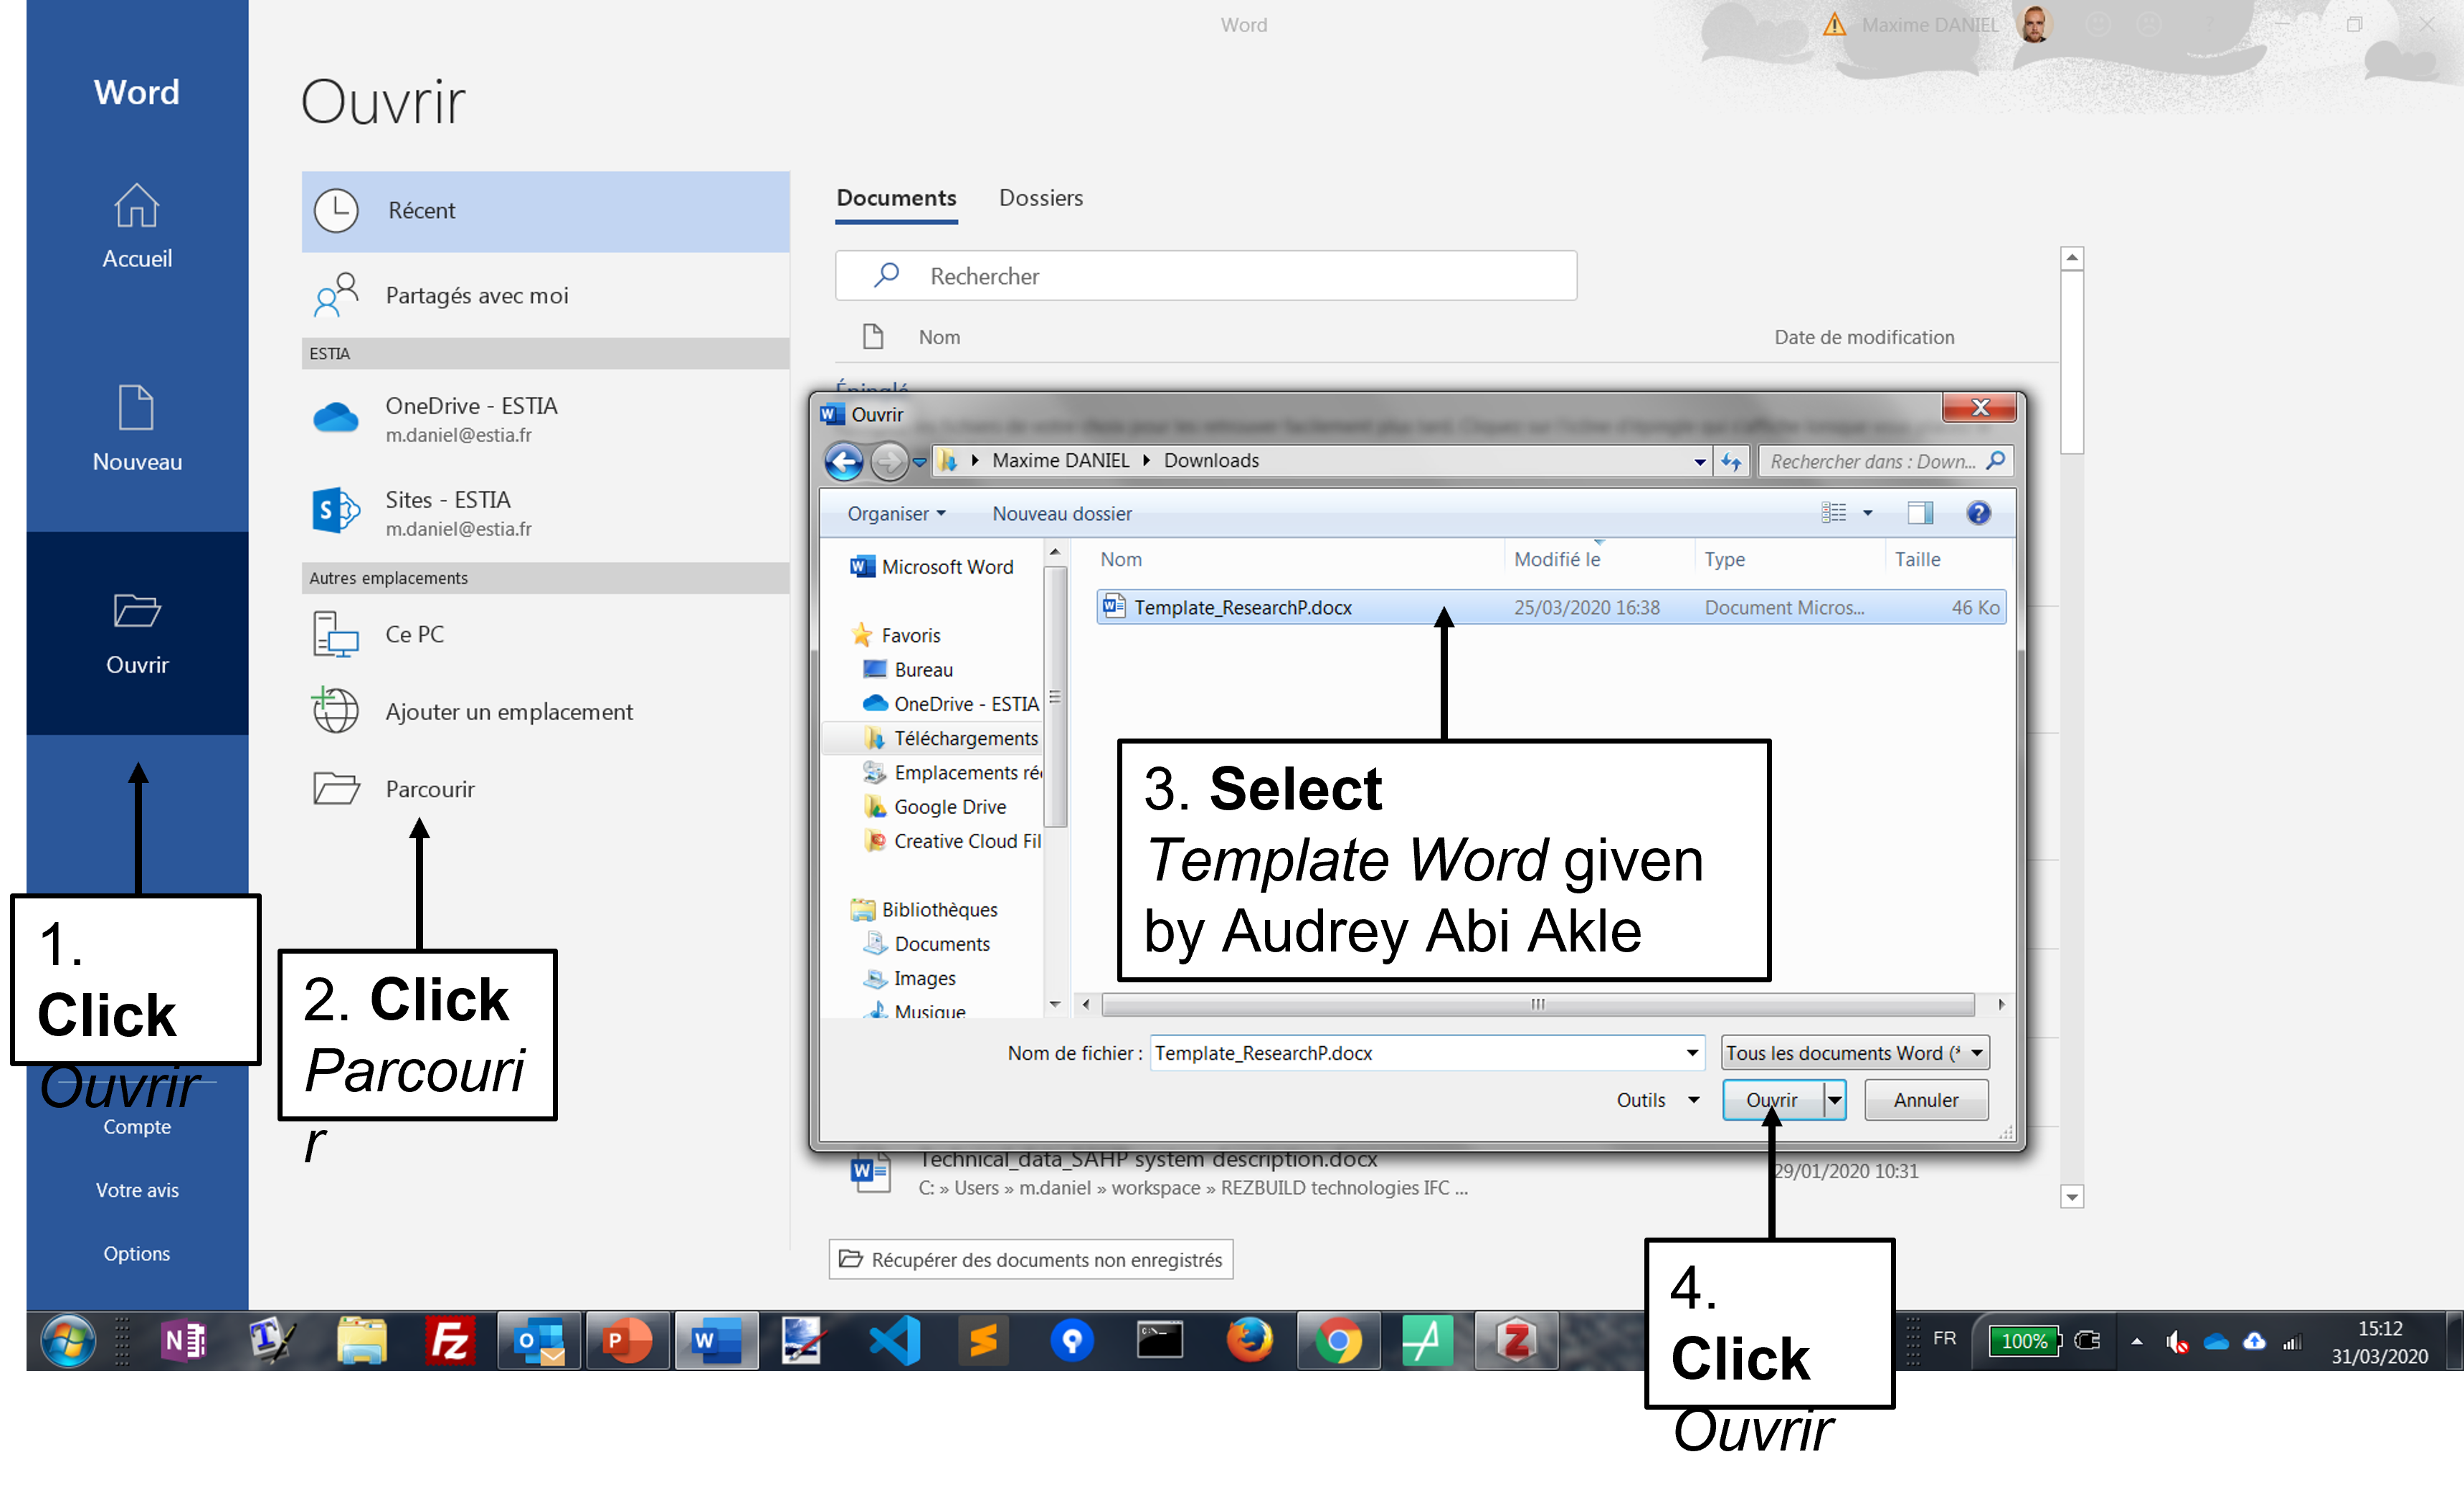 Word
Maxime DANIEL
Word
Ouvrir
Accueil
Nouveau
Ouvrir
Compte
Votre avis
Options
Récent
Partagés avec moi
ESTIA
OneDrive - ESTIA
m.daniel@estia.fr
Sites - ESTIA
m.daniel@estia.fr
Autres emplacements
Ce PC
Ajouter un emplacement
Parcourir
Documents Dossiers
Rechercher
Nom Date de modification
Épinglé
Ouvrir
Maxime DANIEL Downloads
Rechercher dans : Down...
Organiser Nouveau dossier
Microsoft Word
Favoris
Bureau
OneDrive - ESTIA
Téléchargements
Emplacements ré
Google Drive
Creative Cloud Fil
Bibliothèques
Documents
Images
Musique
Nom Modifié le Type Taille
Template_ResearchP.docx 25/03/2020 16:38 Document Micros... 46 Ko
Nom de fichier : Template_ResearchP.docx
Tous les documents Word (*
Outils Ouvrir Annuler
Technical_data_SAHP system description.docx
C: » Users » m.daniel » workspace » REZBUILD technologies IFC ...
29/01/2020 10:31
Récupérer des documents non enregistrés
1.
Click
Ouvrir
2. Click
Parcouri
r
3. Select
Template Word given
by Audrey Abi Akle
4.
Click
Ouvrir
FR
100%
15:12
31/03/2020